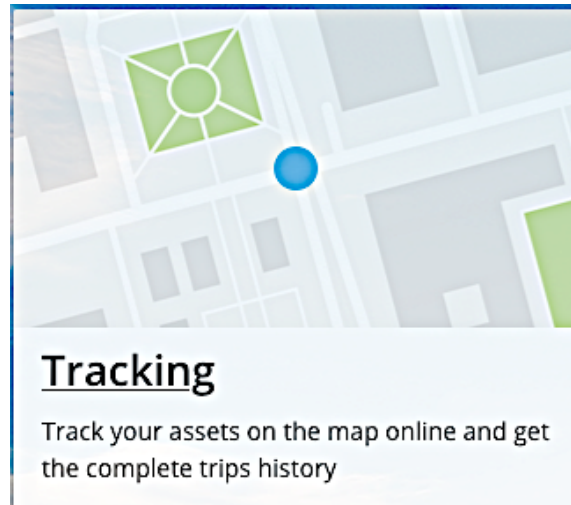 Tracking
Track your assets on the map online and get
the complete trips history